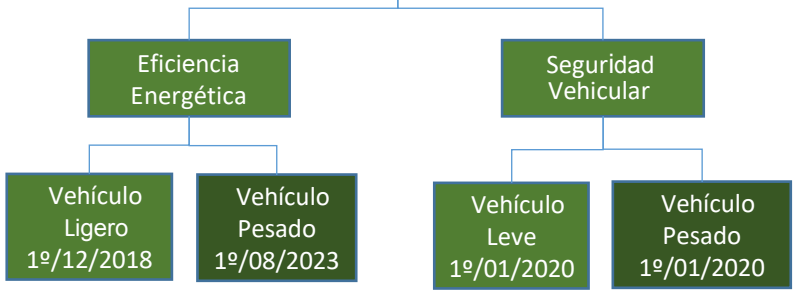 Eficiencia
Energética
Seguridad
Vehicular
Vehículo
Ligero
1º/12/2018
Vehículo
Pesado
1º/08/2023
Vehículo
Leve
1º/01/2020
Vehículo
Pesado
1º/01/2020